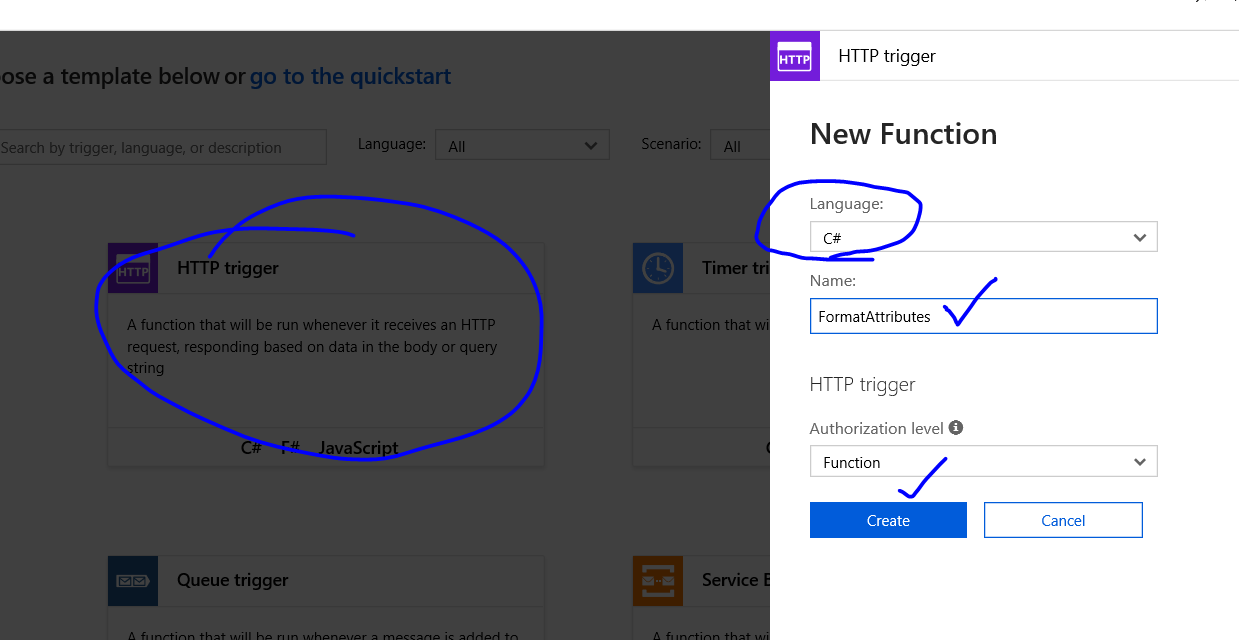 ose a template below or go to the quickstart
Search by trigger, language, or description
Language:
All
Scenario:
All
HTTP
HTTP trigger
A function that will be run whenever it receives an HTTP
request, responding based on data in the body or query
string
C# F# JavaScript
Timer tri
A function that wi
C
Queue trigger
A function that will be run whenever a message is added to
Service B
A function that wi
HTTP
HTTP trigger
New Function
Language:
C#
Name:
FormatAttributes
HTTP trigger
Authorization level
Function
Create
Cancel